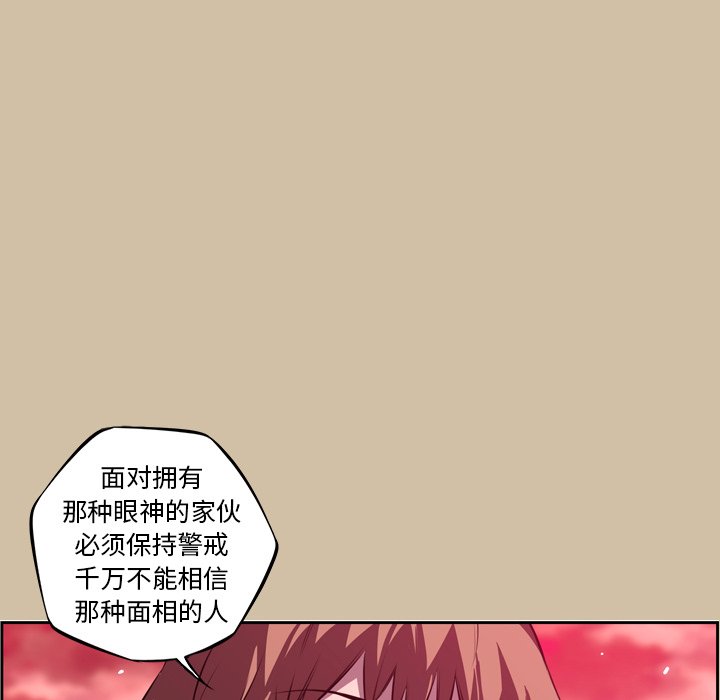 面对拥有
那种眼神的家伙
必须保持警戒
千万不能相信
那种面相的人